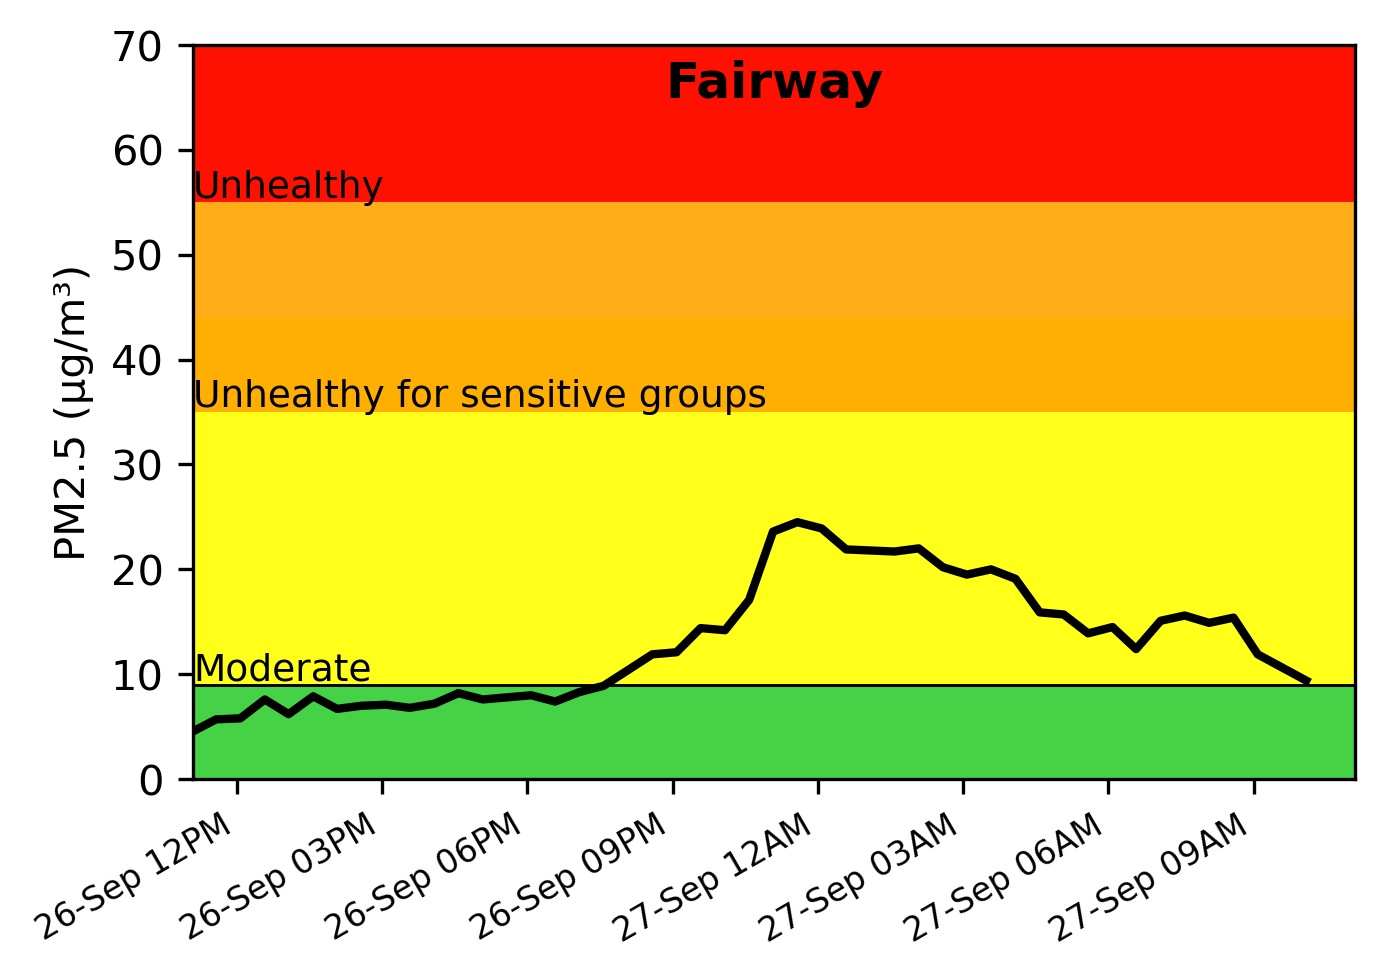 Fairway
70
60
Unhealthy
50
40
Unhealthy for sensitive groups
30
20
Moderate
10
0
PM2.5 (µg/m³)
26-Sep 12PM
26-Sep 03PM
26-Sep 06PM
26-Sep 09PM
27-Sep 12AM
27-Sep 03AM
27-Sep 06AM
27-Sep 09AM